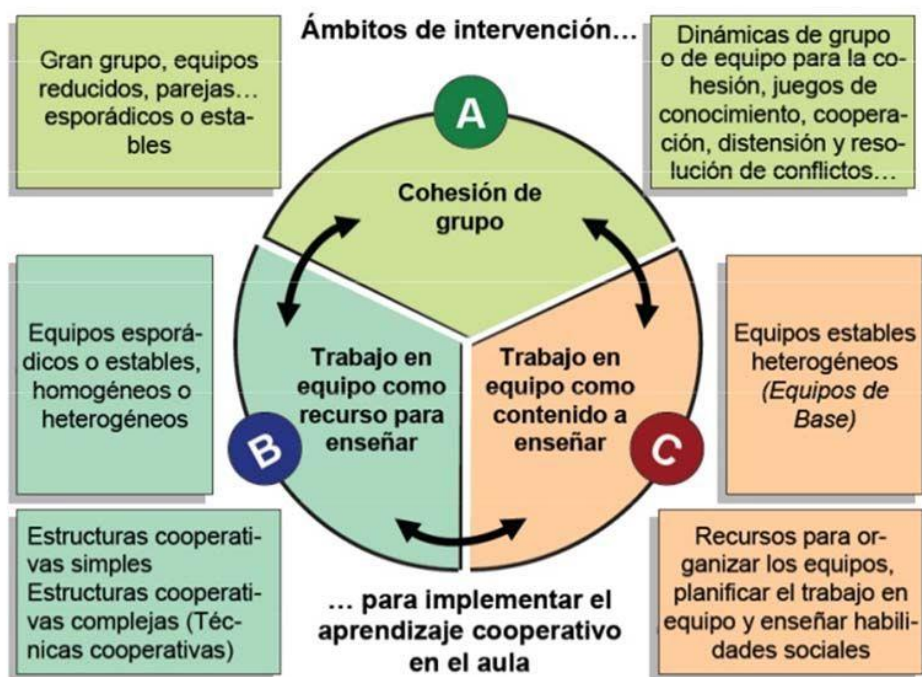 Ámbitos de intervención…
Gran grupo, equipos
reducidos, parejas…
esporádicos o esta-
bles
Dinámicas de grupo
o de equipo para la co-
hesión, juegos de
conocimiento, cooper-
ación, distensión y reso-
lución de conflictos…
A
Cohesión de
grupo
Equipos esporá-
dicos o estables,
homogéneos o
heterogéneos
Trabajo en
equipo como
recurso para
enseñar
B
Trabajo en
equipo como
contenido a
enseñar
C
Equipos estables
heterogéneos
(Equipos de
Base)
Estructuras cooperati-
vas simples
Estructuras cooperati-
vas complejas (Téc-
nicas cooperativas)
… para implementar el
aprendizaje cooperativo
en el aula
Recursos para or-
ganizar los equipos,
planificar el trabajo en
equipo y enseñar habili-
dades sociales